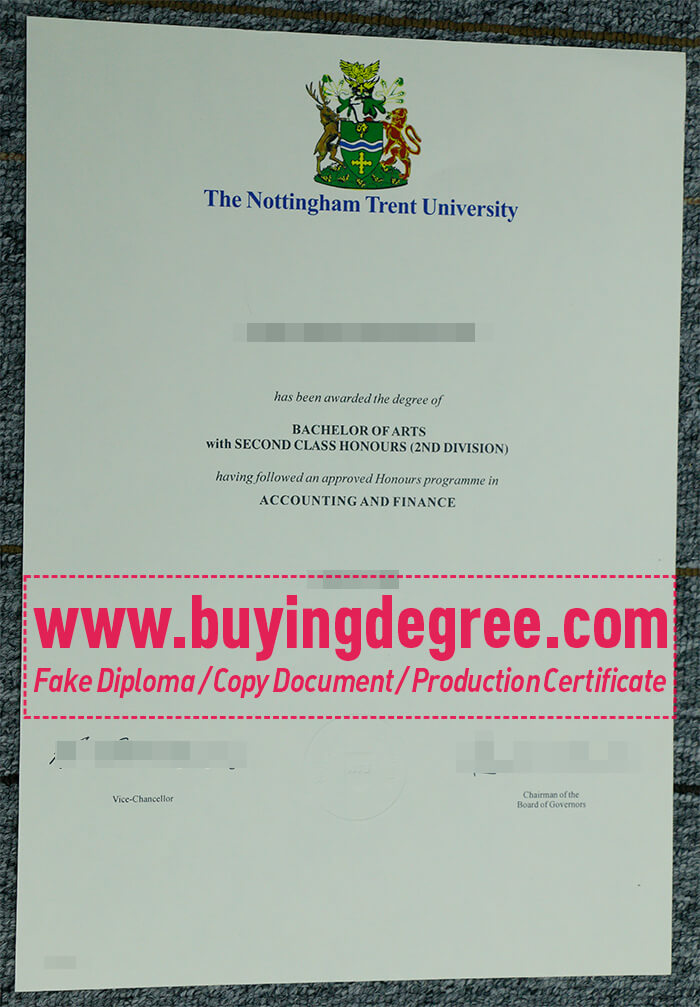 The Nottingham Trent University
has been awarded the degree of
BACHELOR OF ARTS
with SECOND CLASS HONOURS (2ND DIVISION)
having followed an approved Honours programme in
ACCOUNTING AND FINANCE
www.buyingdegree.com
Fake Diploma / Copy Document / Production Certificate
Vice-Chancellor
Chairman of the
Board of Governors